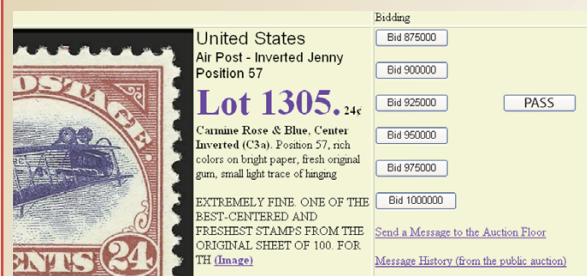 Bidding
United States
Air Post - Inverted Jenny
Position 57
Lot 1305. 24¢
Carmine Rose & Blue, Center
Inverted (C3a). Position 57, rich
colors on bright paper, fresh original
gum, small light trace of hinging
EXTREMELY FINE. ONE OF THE
BEST-CENTERED AND
FRESHEST STAMPS FROM THE
ORIGINAL SHEET OF 100. FOR
TH (Image)
Bid 875000
Bid 900000
Bid 925000
PASS
Bid 950000
Bid 975000
Bid 1000000
Send a Message to the Auction Floor
Message History (from the public auction)
OSTAGE
ENTS 24